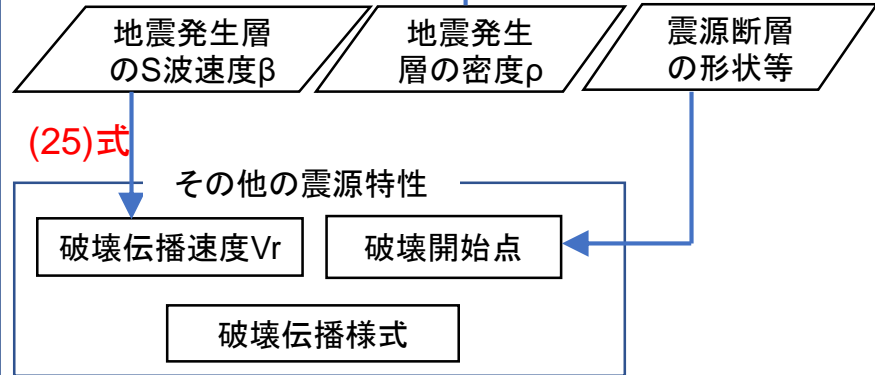 地震発生層
のS波速度β
地震発生
層の密度ρ
震源断層
の形状等
(25)式
その他の震源特性
破壊伝播速度Vr
破壊開始点
破壊伝播様式